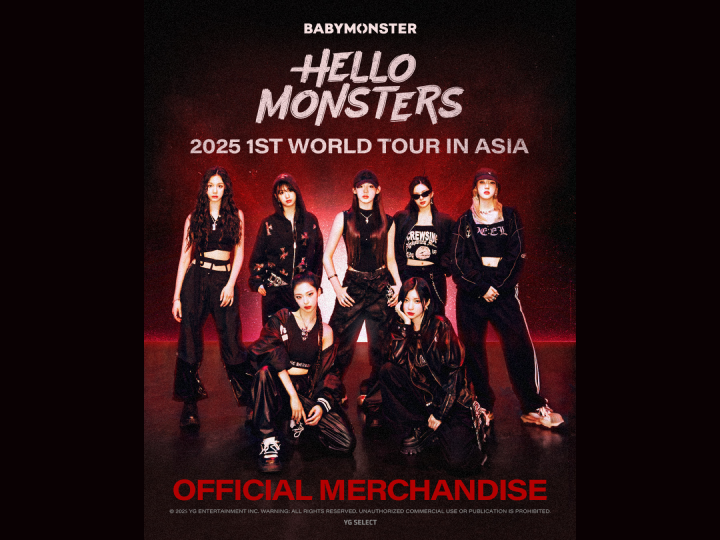 BABYMONSTER
HELLO
MONSTERS
2025 1ST WORLD TOUR IN ASIA
CREWSING
OFFICIAL MERCHANDISE
© 2025 YG ENTERTAINMENT INC. WARNING: ALL RIGHTS RESERVED. UNAUTHORIZED COMMERCIAL USE OR PUBLICATION IS PROHIBITED.
YG SELECT